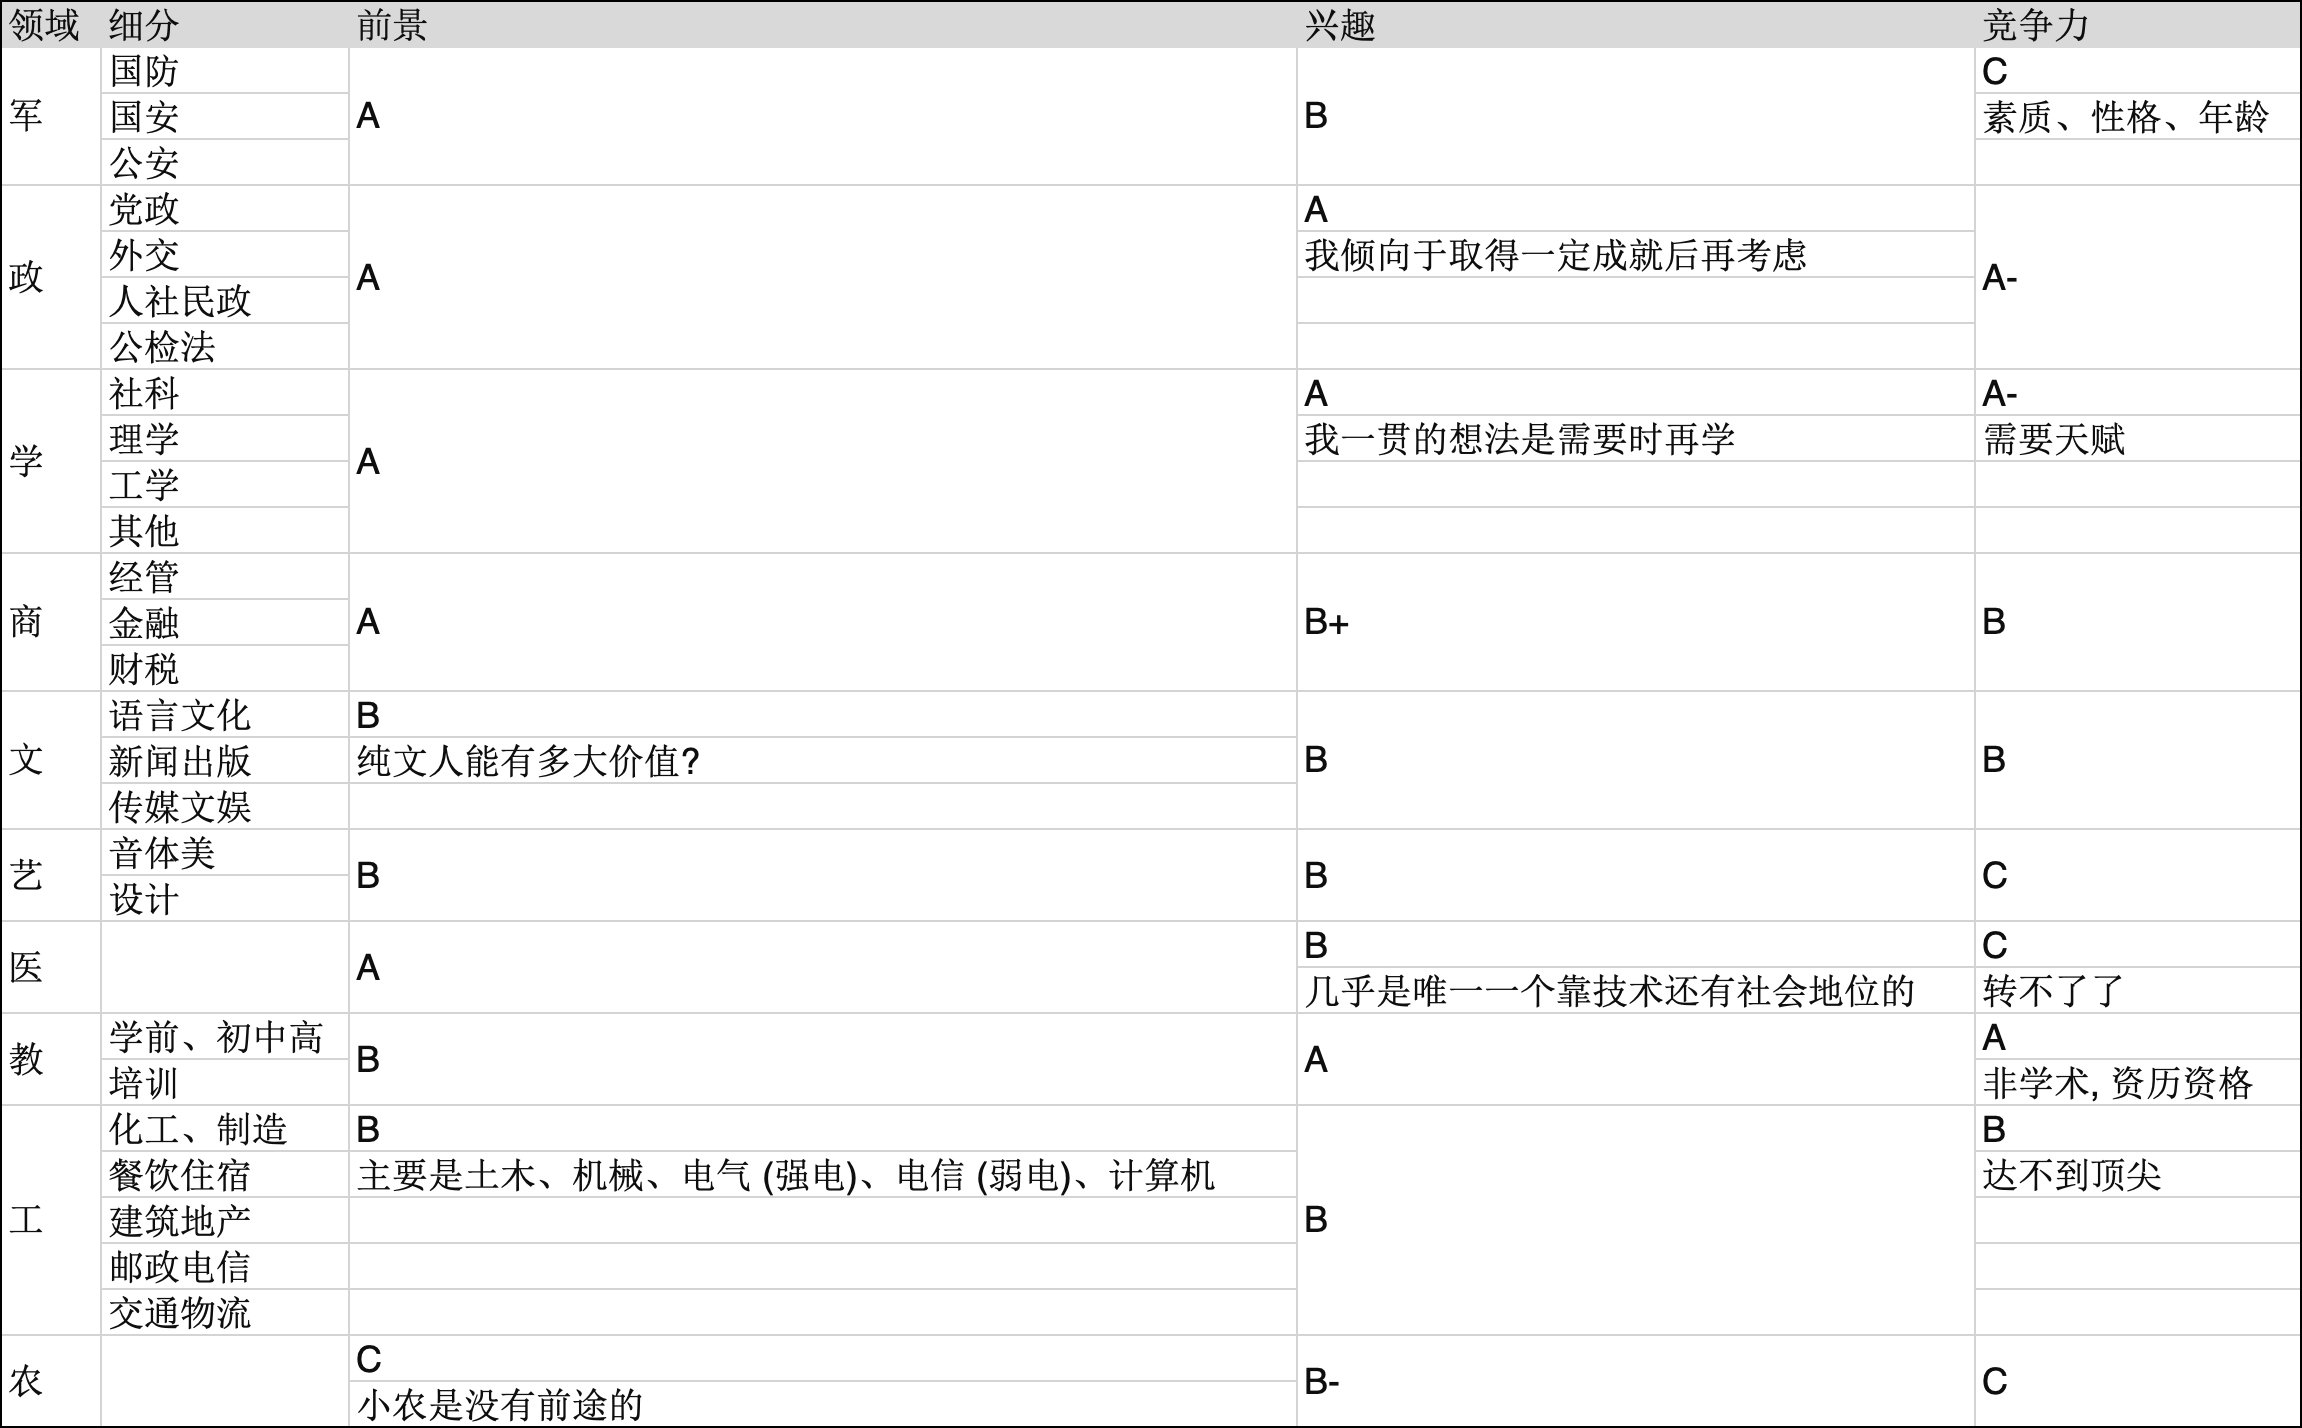 领域 细分 前景 兴趣 竞争力
军 国防 A B C
国安 素质、性格、年龄
公安
政 党政 A A A-
外交 我倾向于取得一定成就后再考虑
人社民政
公检法
学 社科 A A A-
理学 我一贯的想法是需要时再学 需要天赋
工学
其他
商 经管 A B+ B
金融
财税
文 语言文化 B B B
新闻出版 纯文人能有多大价值?
传媒文娱
艺 音体美 B B C
设计
医 A B C
几乎是唯一一个靠技术还有社会地位的 转不了了
教 学前、初中高 B A A
培训 非学术, 资历资格
工 化工、制造 B B B
餐饮住宿 主要是土木、机械、电气 (强电)、电信 (弱电)、计算机 达不到顶尖
建筑地产
邮政电信
交通物流
农 C B- C
小农是没有前途的